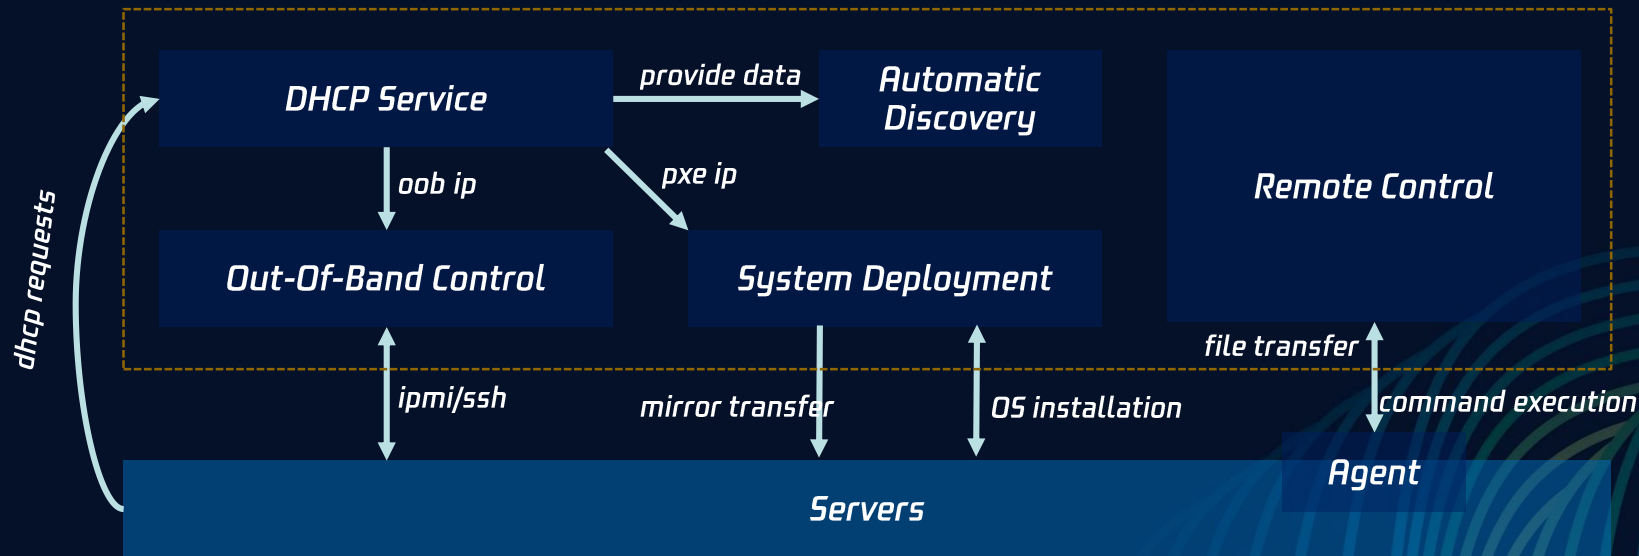 provide data
DHCP Service
Automatic
Discovery
oob ip
pxe ip
Remote Control
dhcp requests
Out-Of-Band Control
System Deployment
file transfer
ipmi/ssh
mirror transfer
OS installation
command execution
Agent
Servers